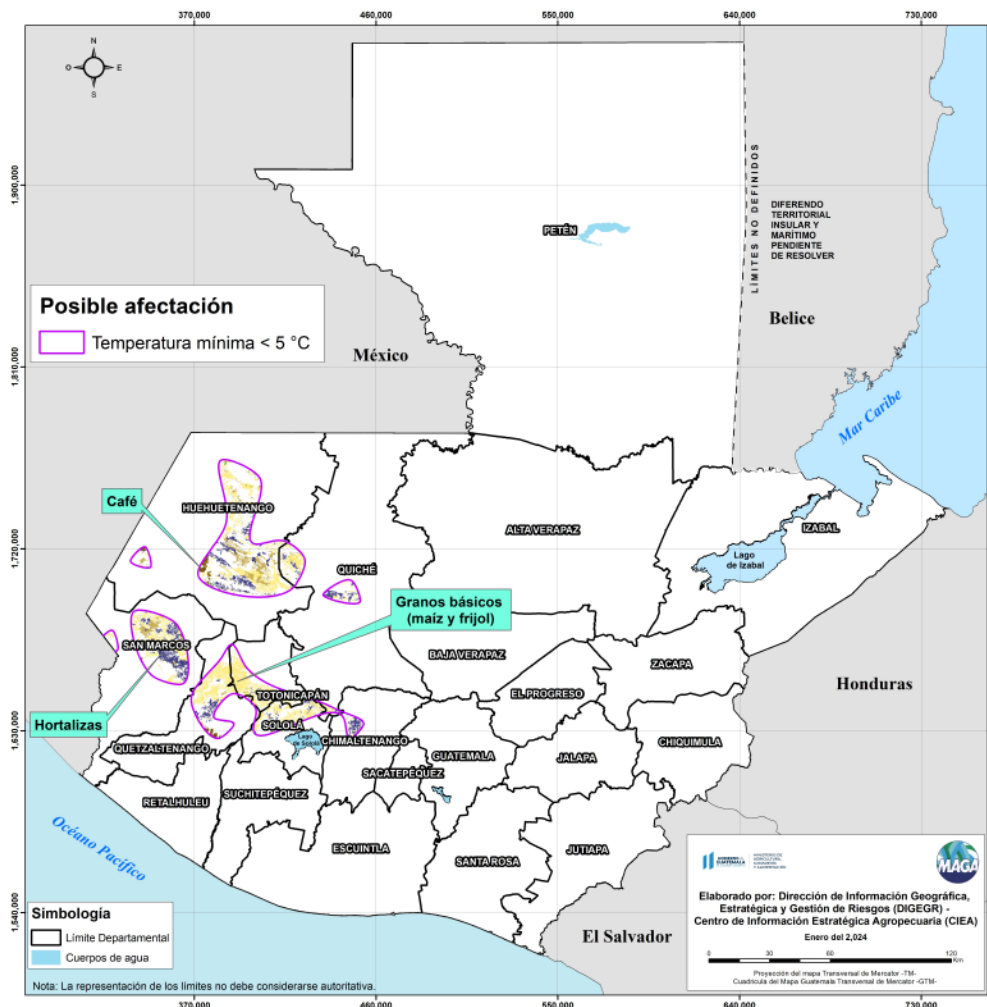 370,000
460,000
550,000
640,000
730,000
N
O
E
S
1,900,000
1,810,000
1,720,000
1,630,000
1,540,000
LÍMITES NO DEFINIDOS
DIFERENDO
TERRITORIAL
INSULAR Y
MARÍTIMO
PENDIENTE
DE RESOLVER
PETÉN
Belice
Posible afectación
Temperatura mínima < 5 °C
México
Mar Caribe
Café
HUEHUETENANGO
ALTA VERAPAZ
IZABAL
Lago
de Izabal
QUICHÉ
Granos básicos
(maíz y frijol)
SAN MARCOS
BAJA VERAPAZ
ZACAPA
Honduras
EL PROGRESO
TOTONICAPÁN
Hortalizas
SOLOLA
Lago
CHIMALTENANGO
QUETZALTENANGO
GUATEMALA
JALAPA
CHIQUIMULA
SACATEPÉQUEZ
RETALHULEU
SUCHITEPÉQUEZ
Océano Pacífico
ESCUINTLA
SANTA ROSA
JUTIAPA
El Salvador
Simbología
Límite Departamental
Cuerpos de agua
Nota: La representación de los límites no debe considerarse autoritativa.
GUATEMALA
MINISTERIO DE
AGRICULTURA,
GANADERÍA
Y ALIMENTACIÓN
MAGA
Elaborado por: Dirección de Información Geográfica,
Estratégica y Gestión de Riesgos (DIGEGR) -
Centro de Información Estratégica Agropecuaria (CIEA)
Enero del 2,024
0 30 60 120
Km
Proyección del mapa Transversal de Mercator -TM-
Cuadrícula del Mapa Guatemala Transversal de Mercator -GTM-
370,000
460,000
550,000
640,000
730,000